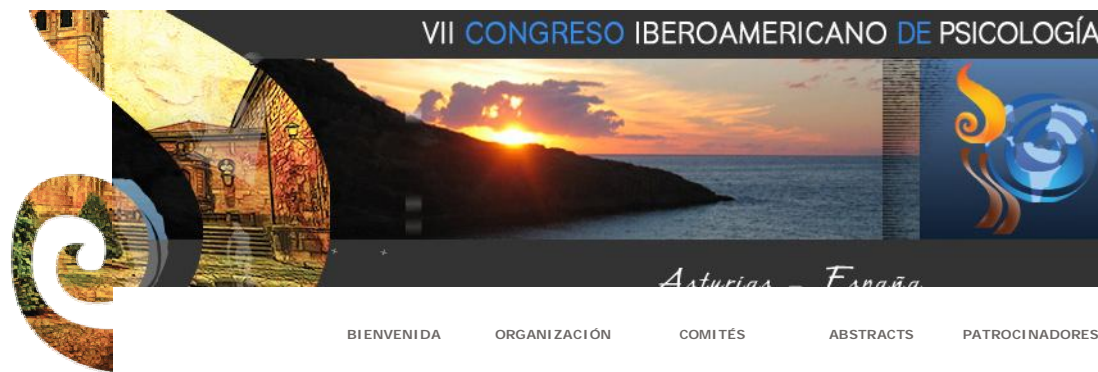 VII CONGRESO IBEROAMERICANO DE PSICOLOGÍA
Asturias – España
BIENVENIDA ORGANIZACIÓN COMITÉS ABSTRACTS PATROCINADORES